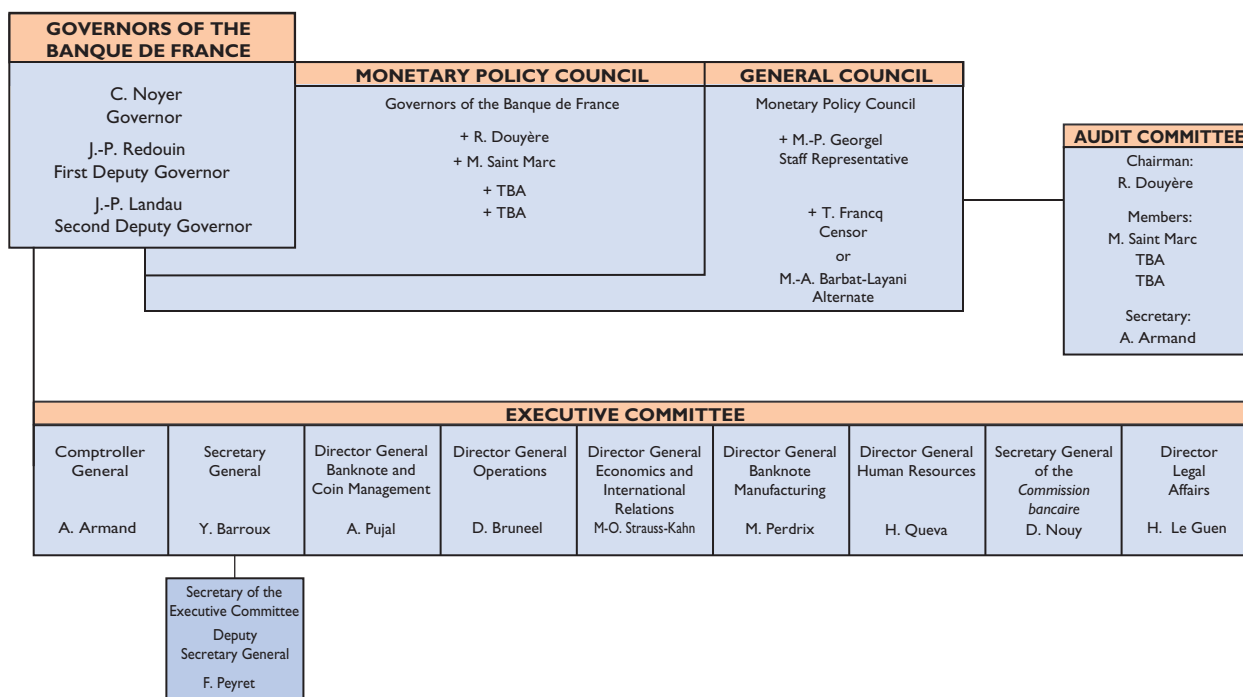 GOVERNORS OF THE
BANQUE DE FRANCE
C. Noyer
Governor
J.-P. Redouin
First Deputy Governor
J.-P. Landau
Second Deputy Governor
MONETARY POLICY COUNCIL
Governors of the Banque de France
+ R. Douyère
+ M. Saint Marc
+ TBA
+ TBA
GENERAL COUNCIL
Monetary Policy Council
+ M.-P. Georgel
Staff Representative
+ T. Francq
Censor
or
M.-A. Barbat-Layani
Alternate
AUDIT COMMITTEE
Chairman:
R. Douyère
Members:
M. Saint Marc
TBA
TBA
Secretary:
A. Armand
EXECUTIVE COMMITTEE
Comptroller
General
A. Armand
Secretary
General
Y. Barroux
Director General
Banknote and
Coin Management
A. Pujal
Director General
Operations
D. Bruneel
Director General
Economics and
International
Relations
M-O. Strauss-Kahn
Director General
Banknote
Manufacturing
M. Perdrix
Director General
Human Resources
H. Queva
Secretary General
of the
Commission
bancaire
D. Nouy
Director
Legal
Affairs
H. Le Guen
Secretary of the
Executive Committee
Deputy
Secretary General
F. Peyret